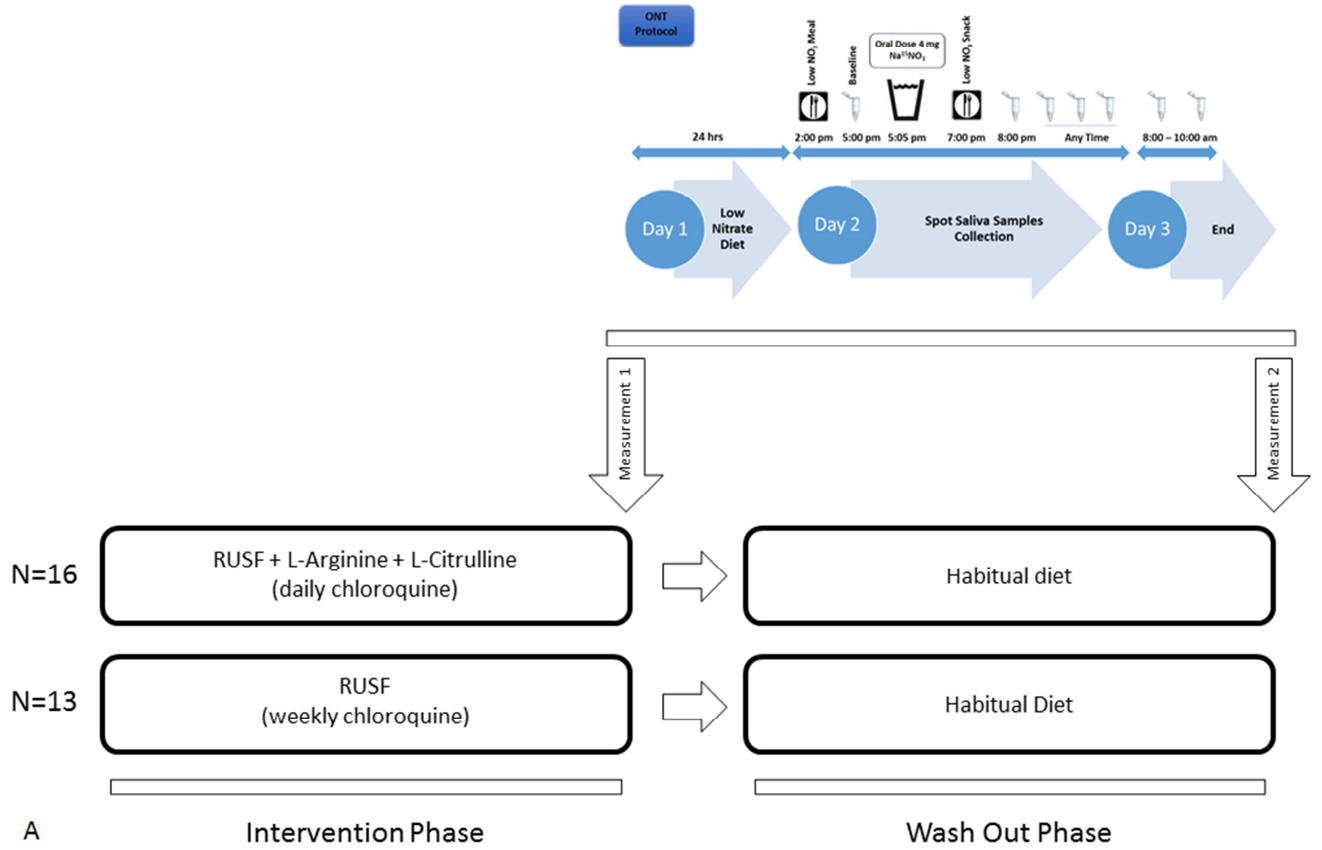 ONT
Protocol
Low NO₃ Meal
Baseline
Oral Dose 4 mg
Na¹⁵NO₃
Low NO₃ Snack
24 hrs
2:00 pm
5:00 pm
5:05 pm
7:00 pm
8:00 pm
Any Time
8:00 – 10:00 am
Day 1
Low
Nitrate
Diet
Day 2
Spot Saliva Samples
Collection
Day 3
End
Measurement 1
Measurement 2
N=16
RUSF + L-Arginine + L-Citrulline
(daily chloroquine)
Habitual diet
N=13
RUSF
(weekly chloroquine)
Habitual Diet
A
Intervention Phase
Wash Out Phase